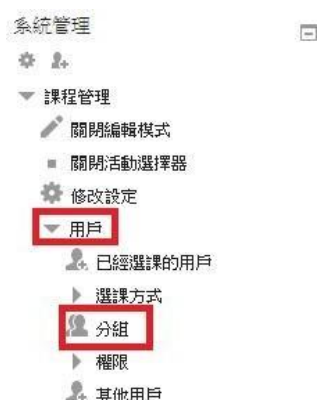 系統管理
課程管理
關閉編輯模式
關閉活動選擇器
修改設定
用戶
已經選課的用戶
選課方式
分組
權限
其他用戶